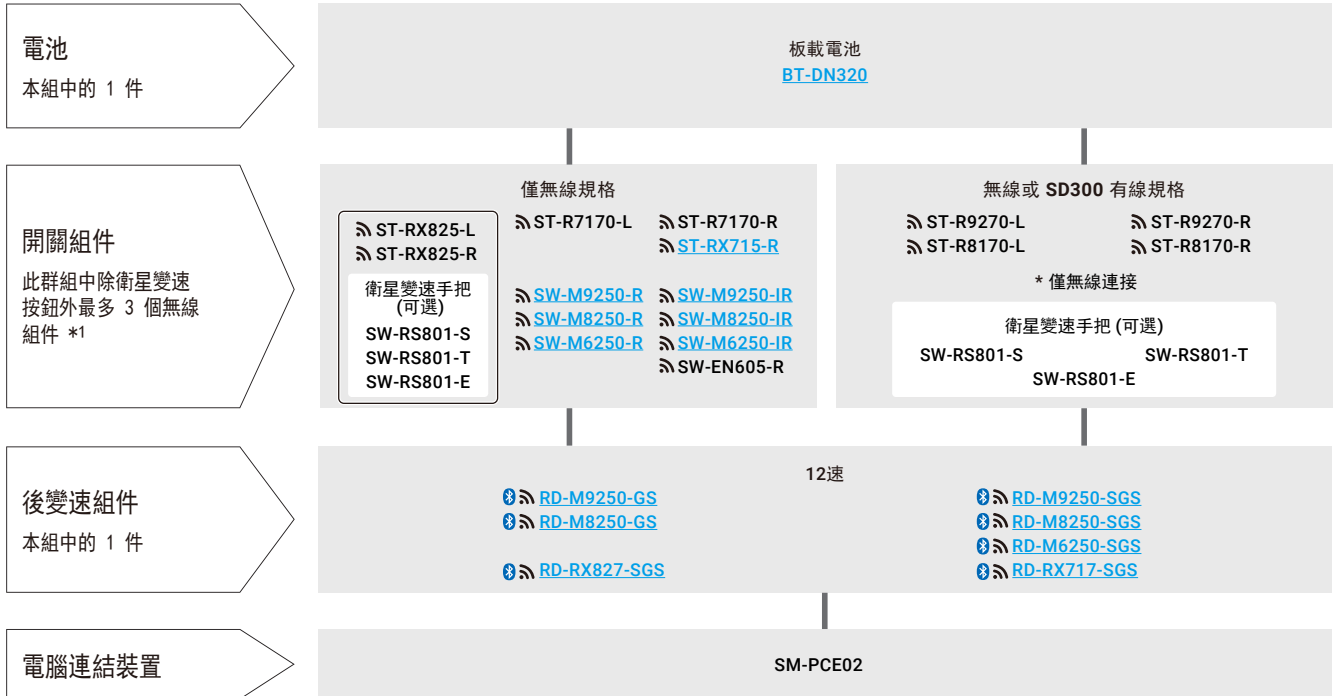 電池
本組中的 1 件
板載電池
BT-DN320
開關組件
此群組中除衛星變速
按鈕外最多 3 個無線
組件 *1
僅無線規格
ST-RX825-L
ST-RX825-R
衛星變速手把
(可選)
SW-RS801-S
SW-RS801-T
SW-RS801-E
ST-R7170-L
ST-R7170-R
ST-RX715-R
SW-M9250-R
SW-M9250-IR
SW-M8250-R
SW-M8250-IR
SW-M6250-R
SW-M6250-IR
SW-EN605-R
無線或 SD300 有線規格
ST-R9270-L
ST-R9270-R
ST-R8170-L
ST-R8170-R
* 僅無線連接
衛星變速手把 (可選)
SW-RS801-S
SW-RS801-T
SW-RS801-E
後變速組件
本組中的 1 件
12速
RD-M9250-GS
RD-M9250-SGS
RD-M8250-GS
RD-M8250-SGS
RD-M6250-SGS
RD-RX827-SGS
RD-RX717-SGS
電腦連結裝置
SM-PCE02